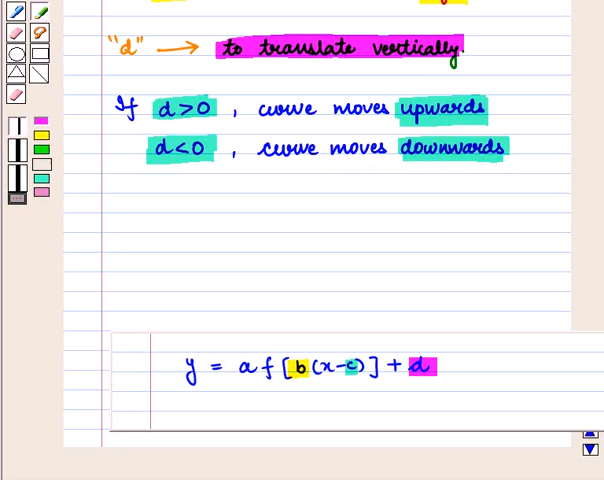 "d" → to translate vertically.
If d > 0 , curve moves upwards
d < 0 , curve moves downwards
y = a f [ b (x - c) ] + d